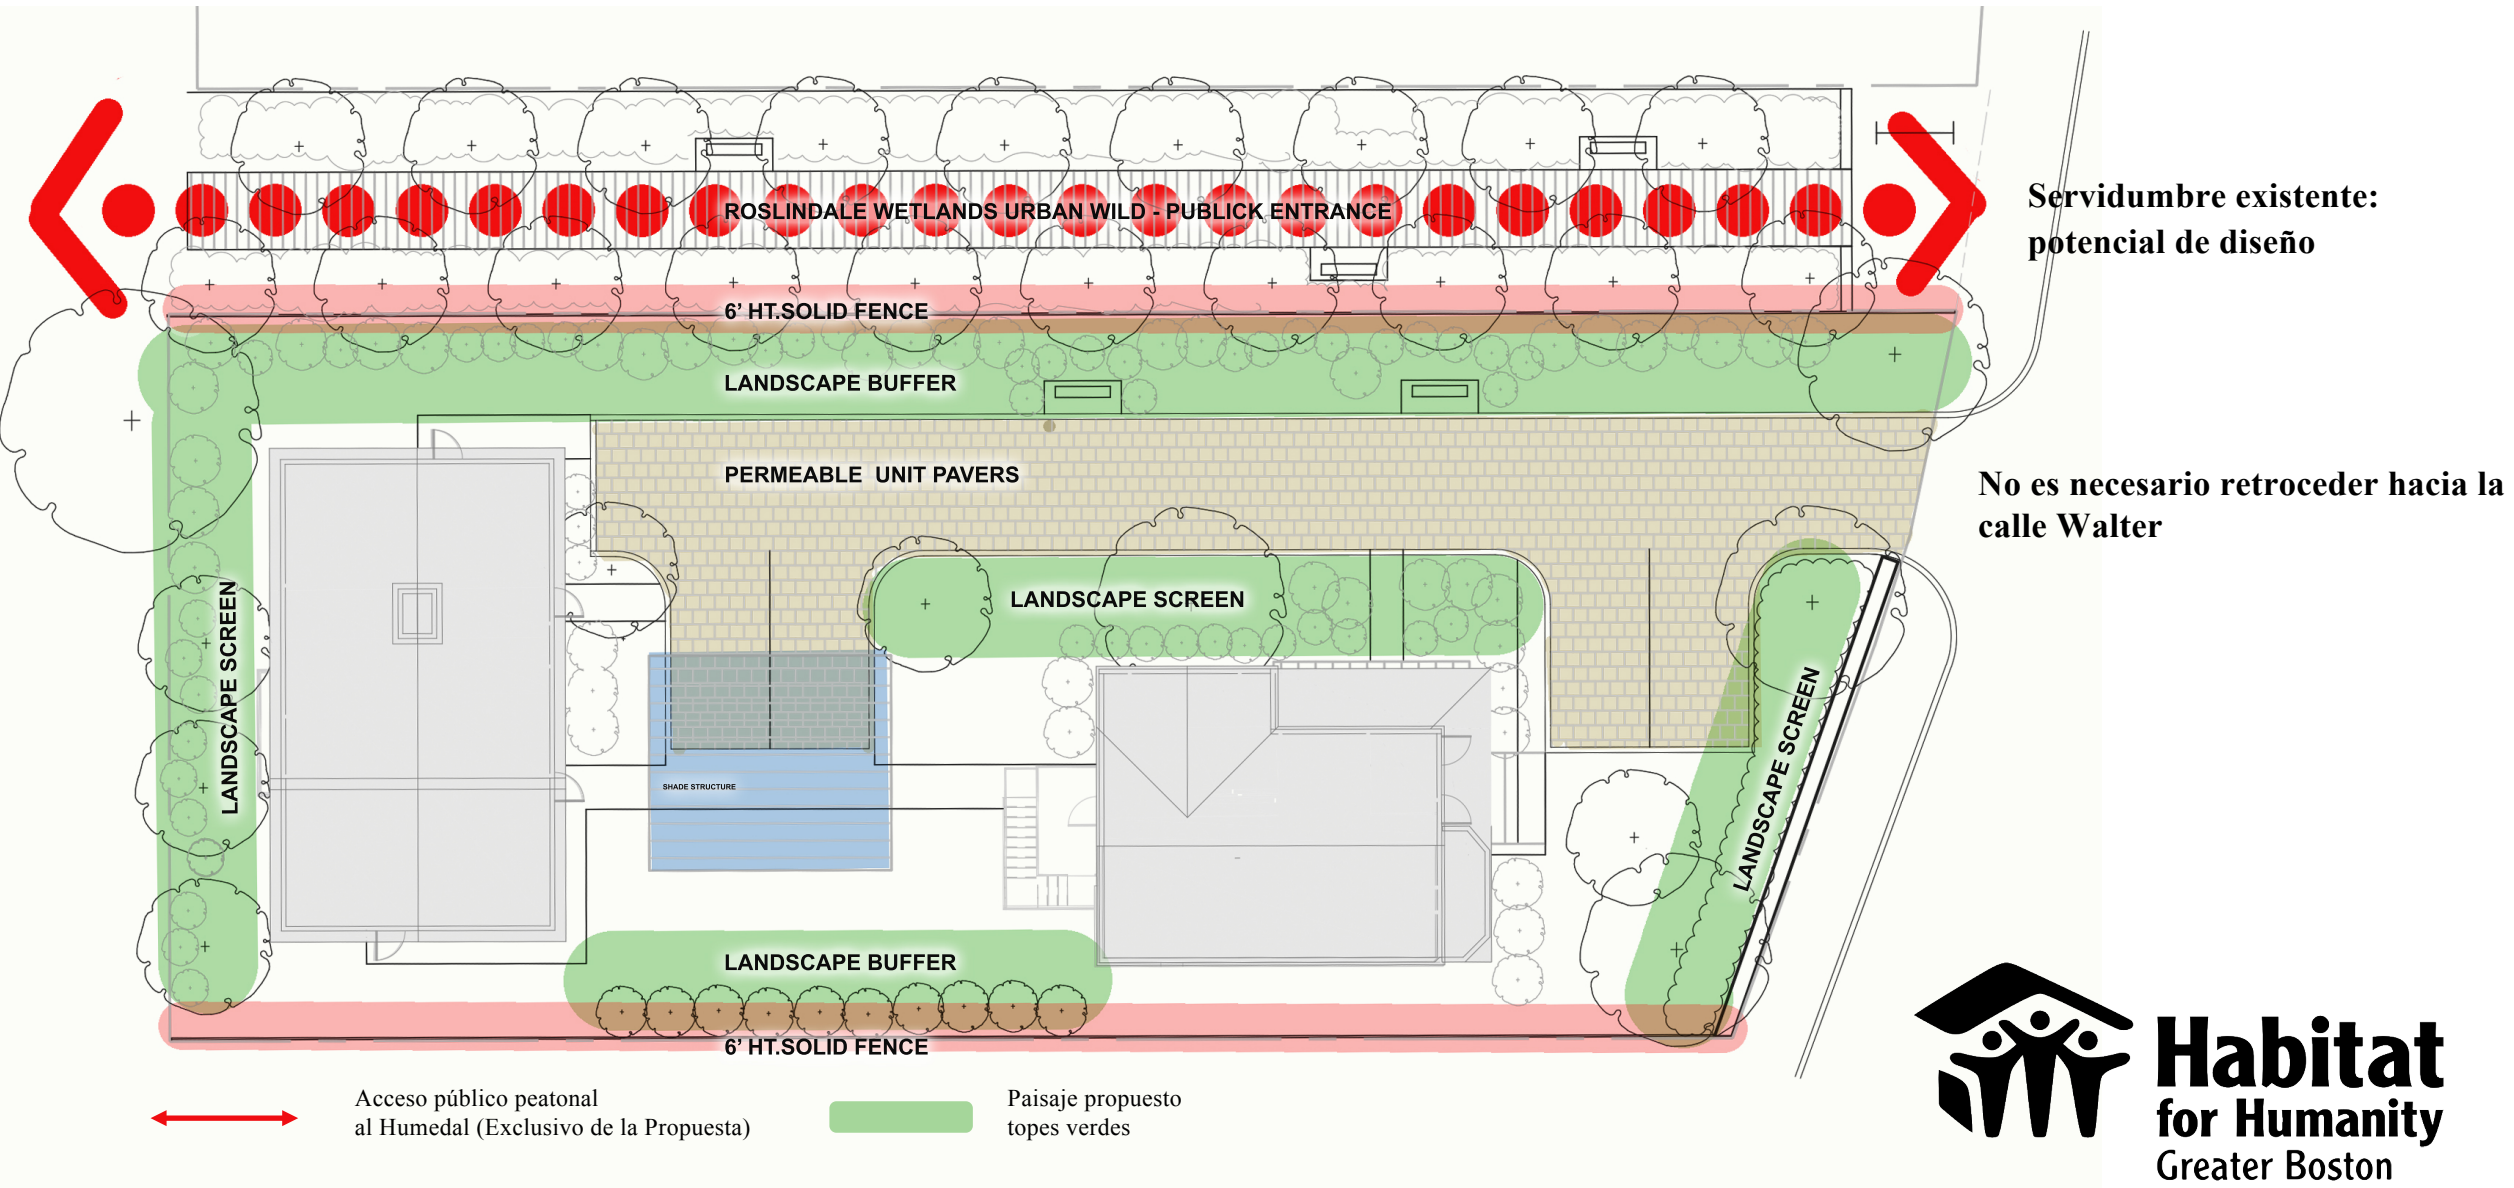 ROSLINDALE WETLANDS URBAN WILD - PUBLICK ENTRANCE
Servidumbre existente:
potencial de diseño
6’ HT.SOLID FENCE
LANDSCAPE BUFFER
PERMEABLE UNIT PAVERS
No es necesario retroceder hacia la
calle Walter
LANDSCAPE SCREEN
LANDSCAPE SCREEN
LANDSCAPE SCREEN
SHADE STRUCTURE
LANDSCAPE BUFFER
6’ HT.SOLID FENCE
Acceso público peatonal
al Humedal (Exclusivo de la Propuesta)
Paisaje propuesto
topes verdes
Habitat
for Humanity
Greater Boston